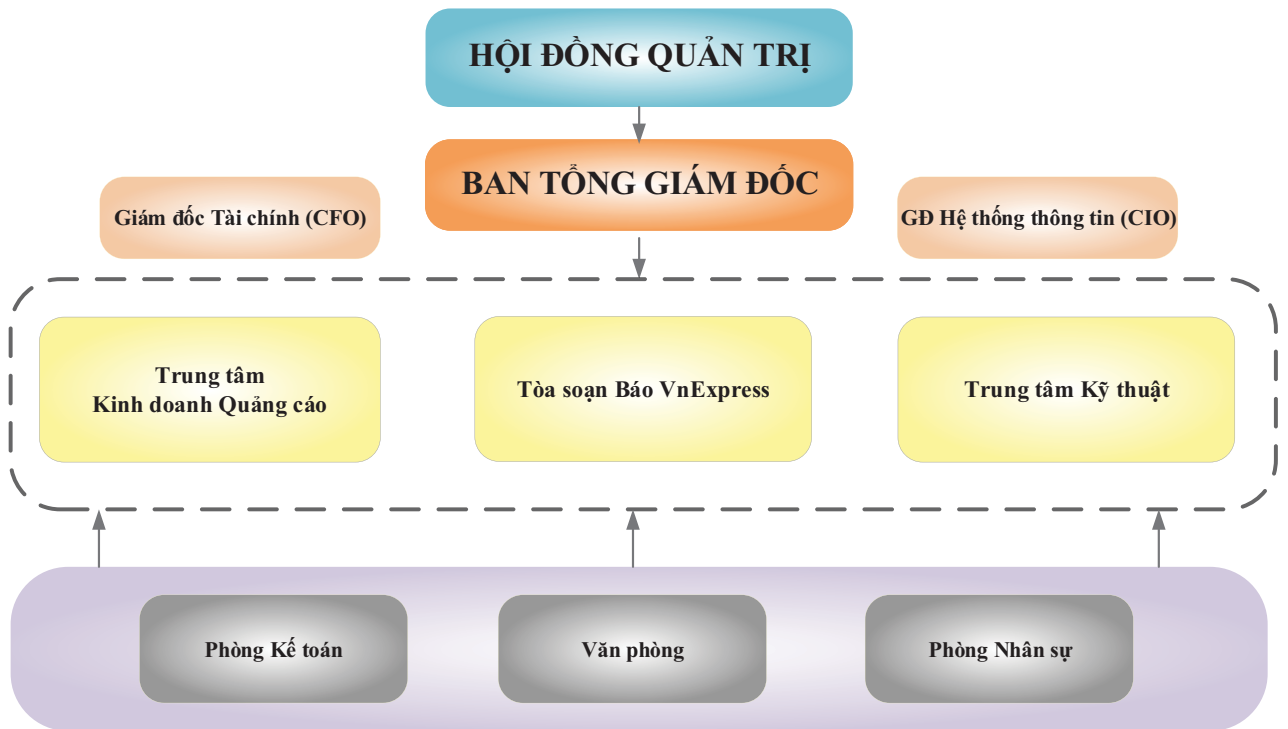 HỘI ĐỒNG QUẢN TRỊ
BAN TỔNG GIÁM ĐỐC
Giám đốc Tài chính (CFO)
GĐ Hệ thống thông tin (CIO)
Trung tâm
Kinh doanh Quảng cáo
Tòa soạn Báo VnExpress
Trung tâm Kỹ thuật
Phòng Kế toán
Văn phòng
Phòng Nhân sự